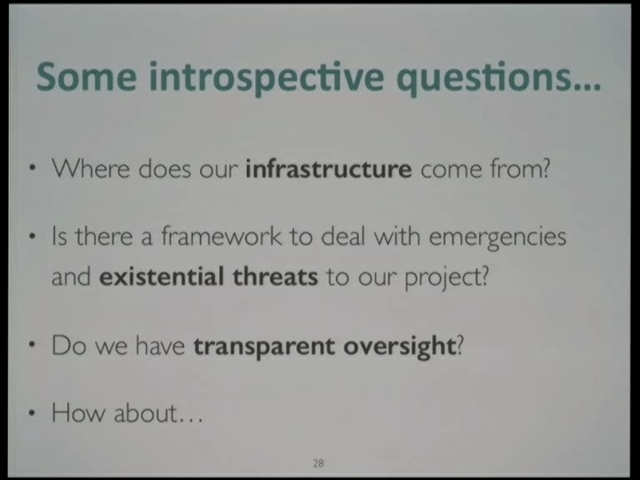 Some introspective questions...
• Where does our infrastructure come from?
• Is there a framework to deal with emergencies
and existential threats to our project?
• Do we have transparent oversight?
• How about...
28